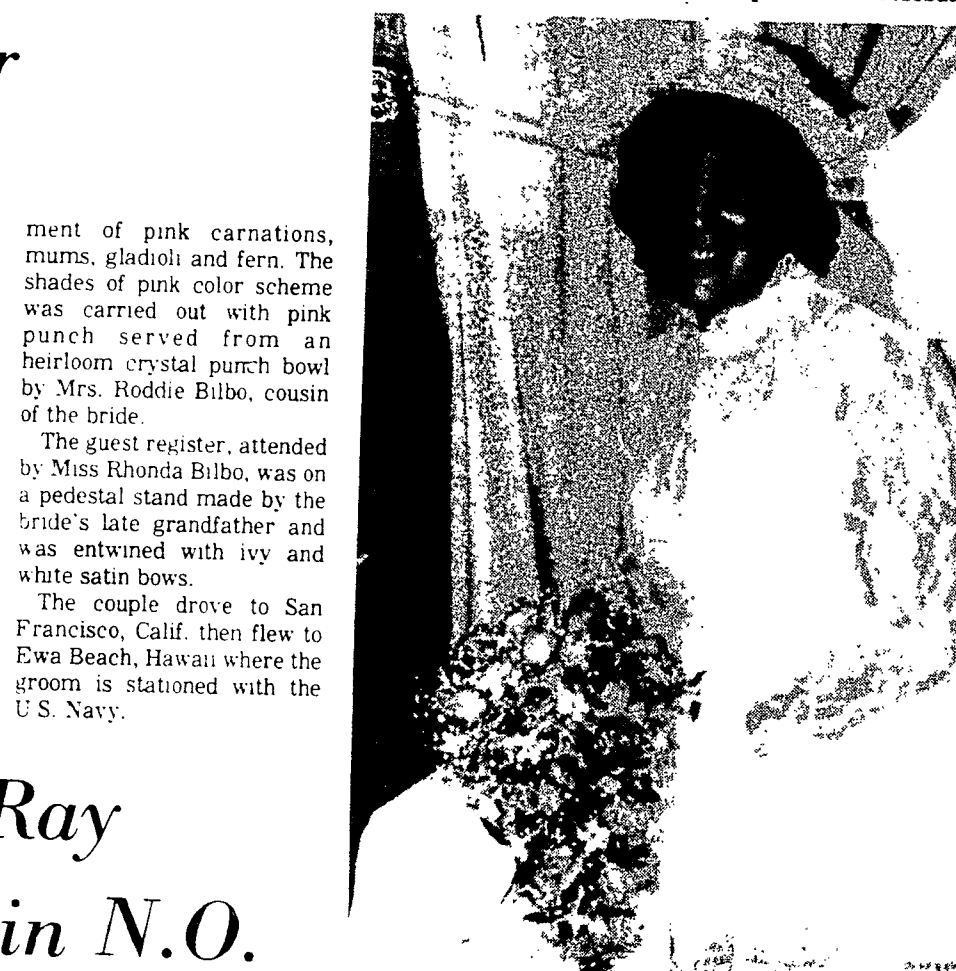 r
ment of pink carnations,
mums, gladioli and fern. The
shades of pink color scheme
was carried out with pink
punch served from an
heirloom crystal punch bowl
by Mrs. Roddie Bilbo, cousin
of the bride.
The guest register, attended
by Miss Rhonda Bilbo, was on
a pedestal stand made by the
bride's late grandfather and
was entwined with ivy and
white satin bows.
The couple drove to San
Francisco, Calif. then flew to
Ewa Beach, Hawaii where the
groom is stationed with the
U S. Navy.
Ray
in N.O.